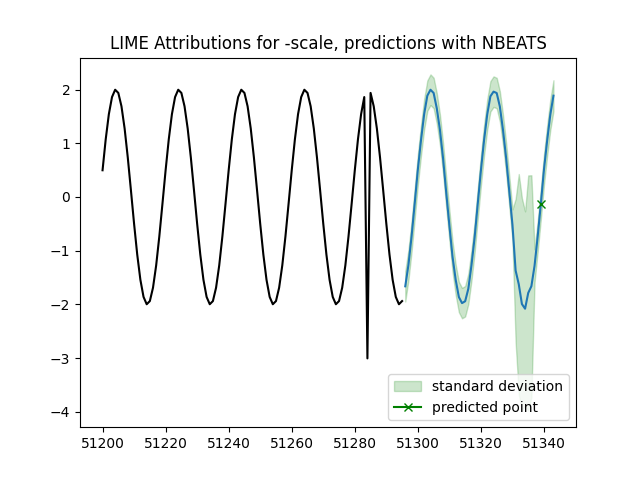 LIME Attributions for -scale, predictions with NBEATS
2
1
0
−1
−2
−3
−4
standard deviation
predicted point
51200 51220 51240 51260 51280 51300 51320 51340